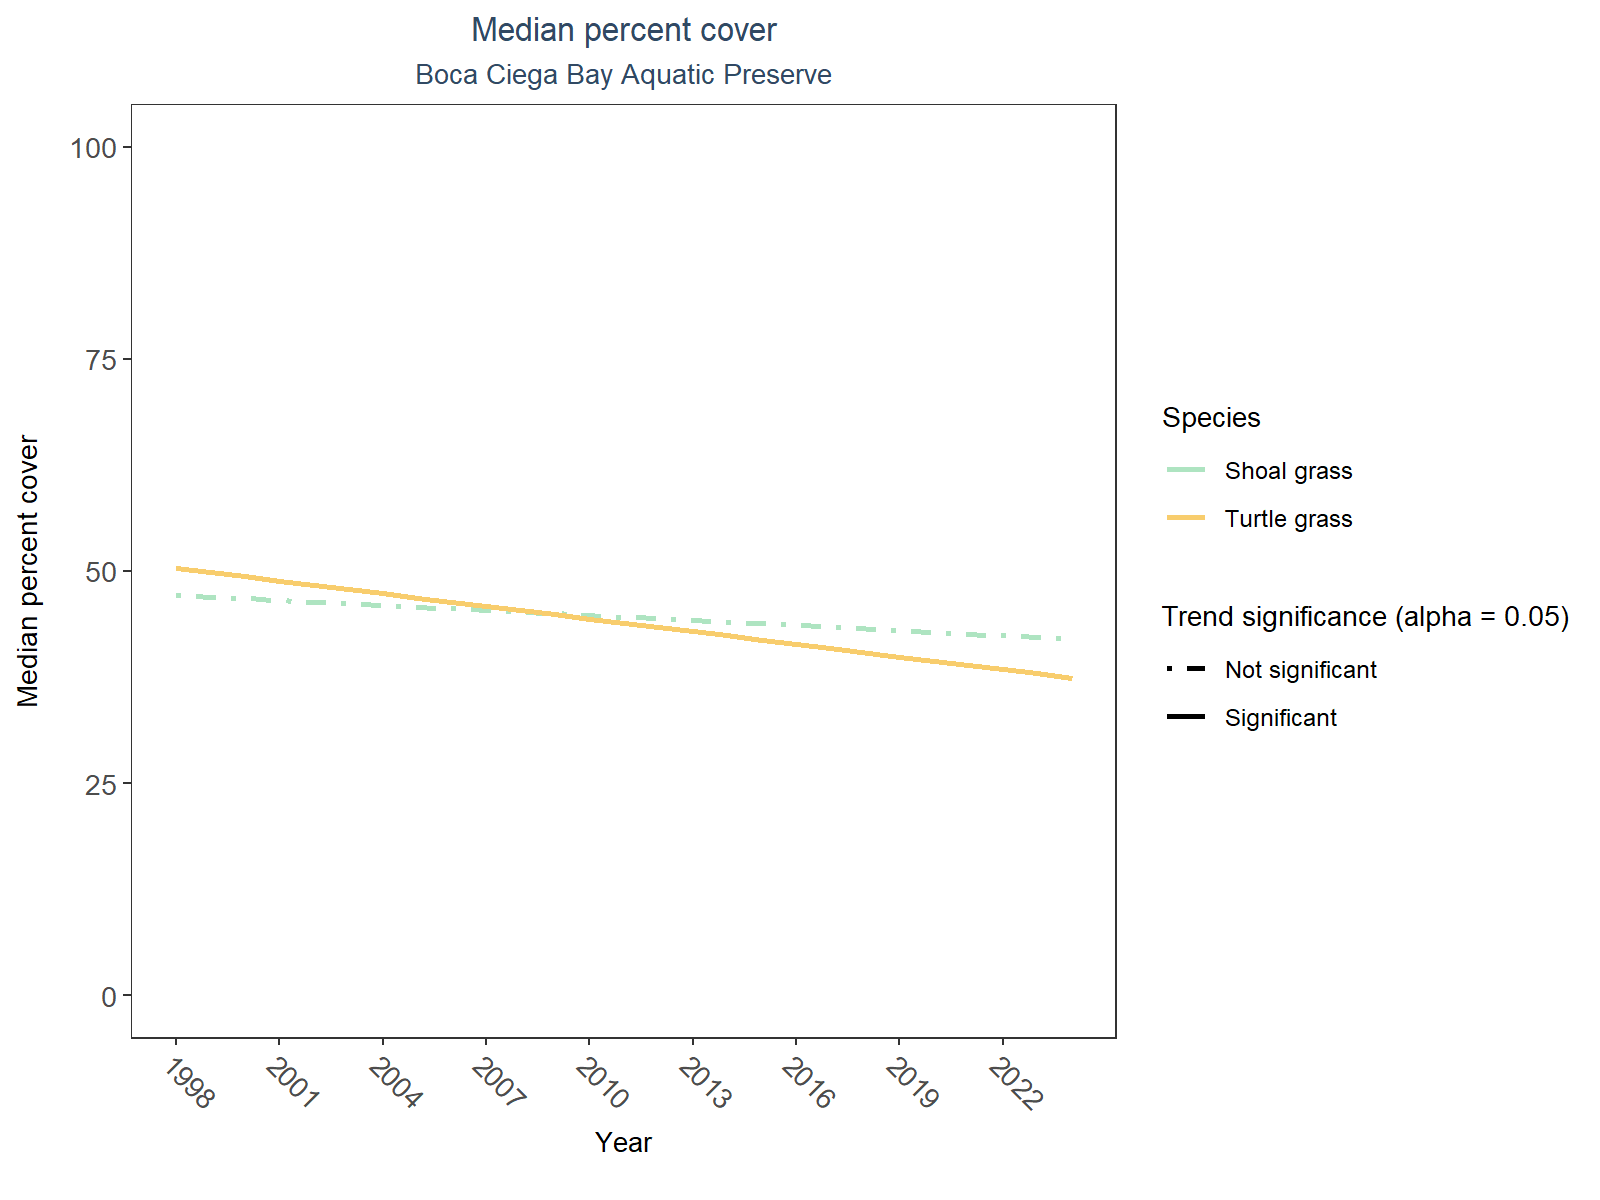 Median percent cover
Boca Ciega Bay Aquatic Preserve
Median percent cover
100
75
50
25
0
1998
2001
2004
2007
2010
2013
2016
2019
2022
Year
Species
Shoal grass
Turtle grass
Trend significance (alpha = 0.05)
Not significant
Significant